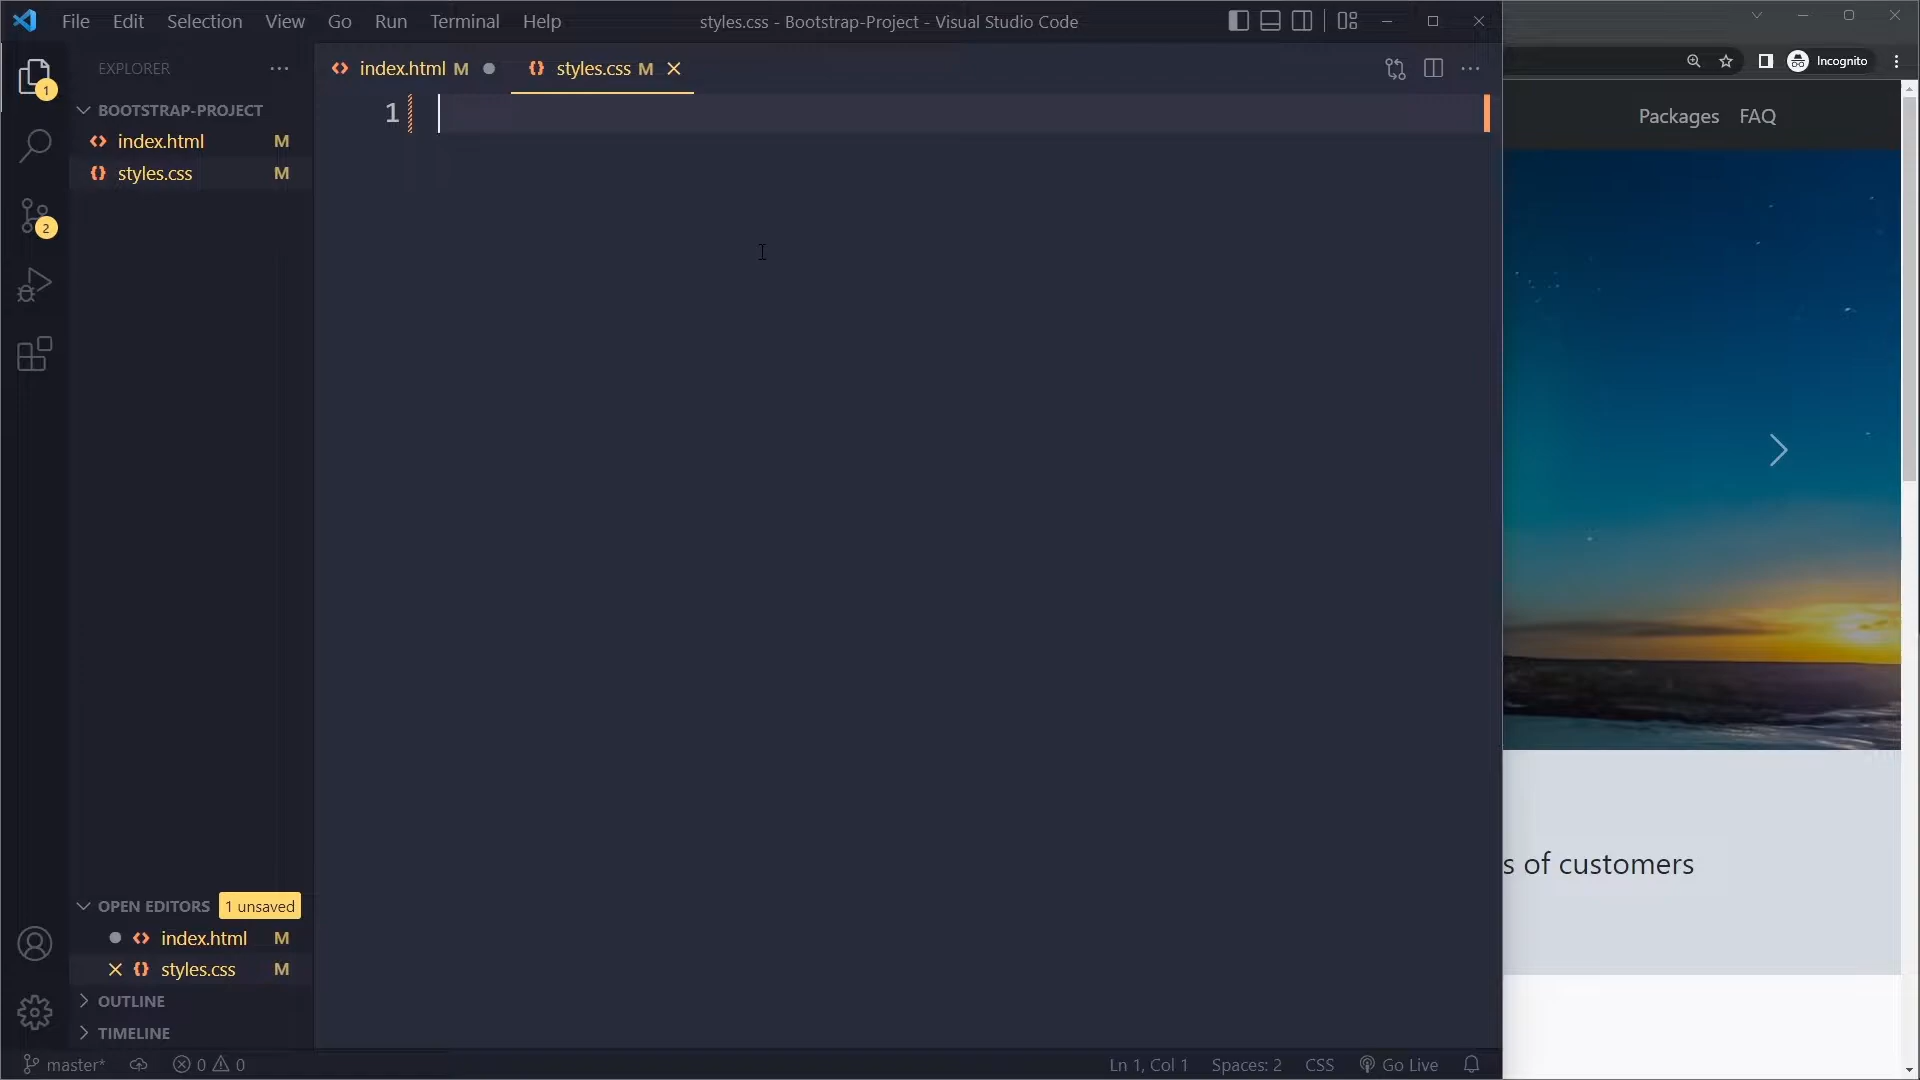 File Edit Selection View Go Run Terminal Help
styles.css - Bootstrap-Project - Visual Studio Code
Incognito
EXPLORER
index.html M
styles.css M
1
BOOTSTRAP-PROJECT
index.html M
styles.css M
1
2
Packages FAQ
s of customers
OPEN EDITORS 1 unsaved
index.html M
styles.css M
OUTLINE
TIMELINE
master* 0 0
Ln 1, Col 1 Spaces: 2 CSS Go Live